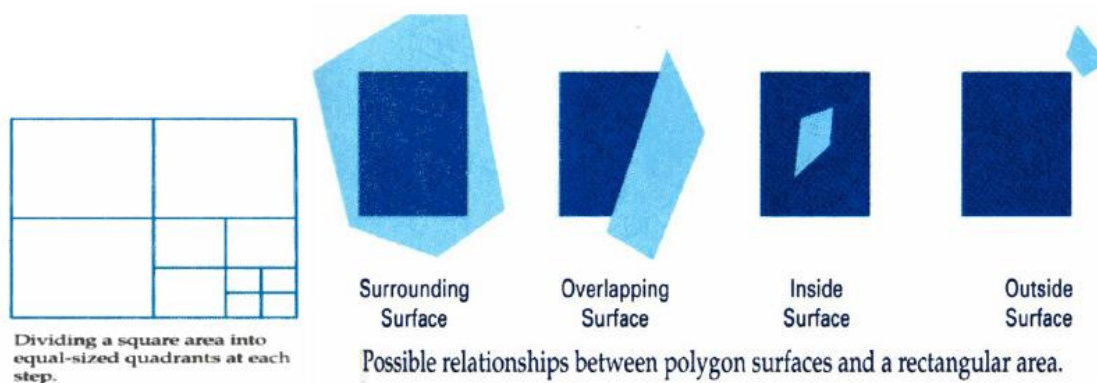 Dividing a square area into
equal-sized quadrants at each
step.
Surrounding
Surface
Overlapping
Surface
Inside
Surface
Outside
Surface
Possible relationships between polygon surfaces and a rectangular area.